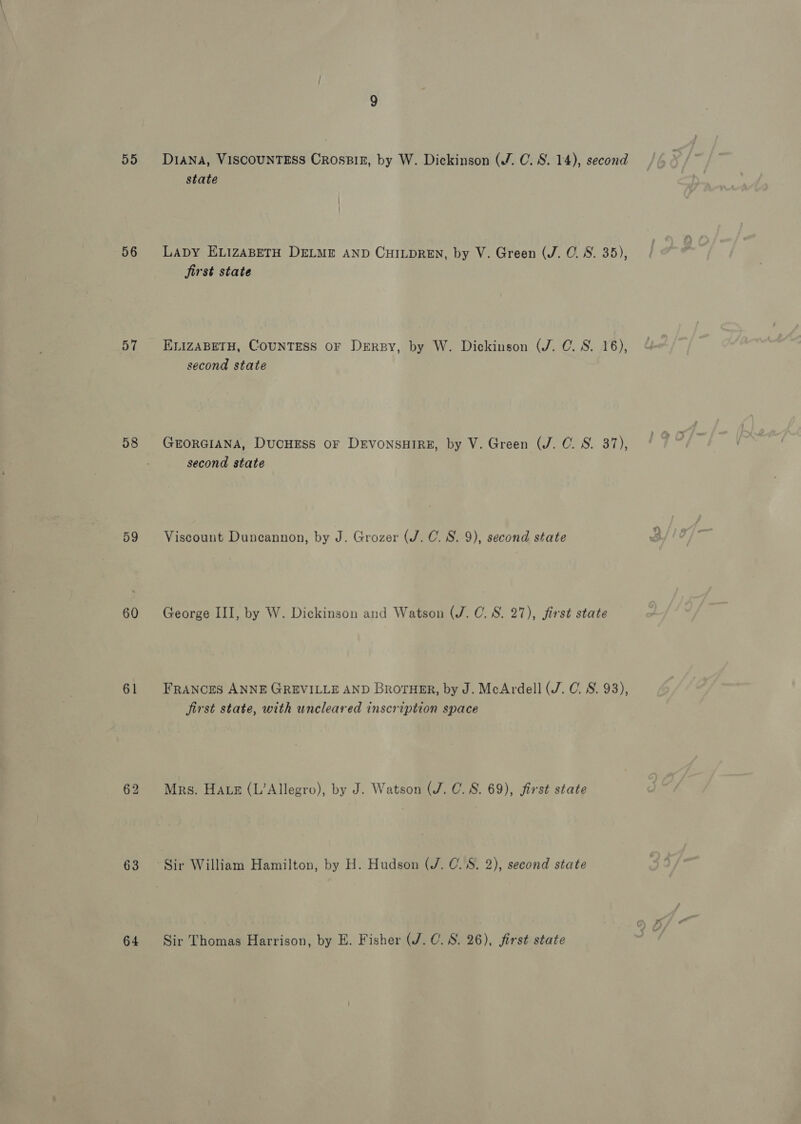 9
55 DIANA, VISCOUNTESS CROSBIE, by W. Dickinson (J. C. S. 14), second
state
56 LADY ELIZABETH DELME AND CHILDREN, by V. Green (J. C. S. 35),
first state
57 ELIZABETH, COUNTESS OF DERBY, by W. Dickinson (J. C. S. 16),
second state
58 GEORGIANA, DUCHESS OF DEVONSHIRE, by V. Green (J. C. S. 37),
second state
59 Viscount Duncannon, by J. Grozer (J. C. S. 9), second state
60 George III, by W. Dickinson and Watson (J. C. S. 27), first state
61 FRANCES ANNE GREVILLE AND BROTHER, by J. McArdell (J. C. S. 93),
first state, with uncleared inscription space
62 MRS. HALE (L'Allegro), by J. Watson (J. C. S. 69), first state
63 Sir William Hamilton, by H. Hudson (J. C. S. 2), second state
64 Sir Thomas Harrison, by E. Fisher (J. C. S. 26), first state